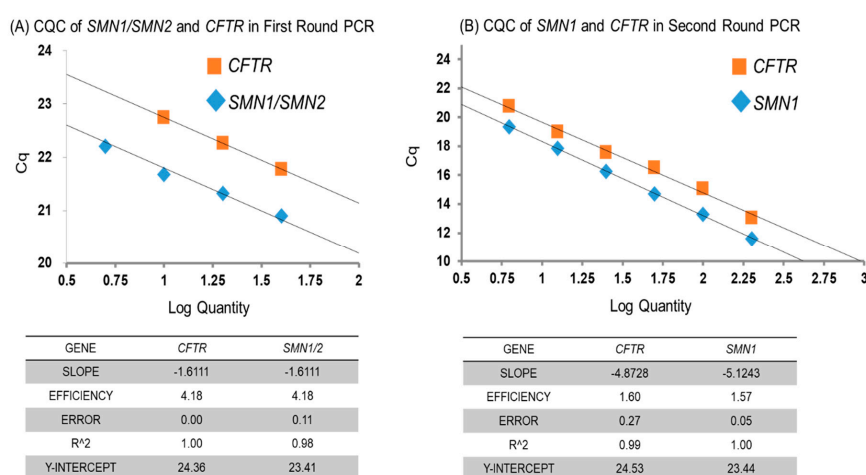 (A) CQC of SMN1/SMN2 and CFTR in First Round PCR
24
23
22
21
20
Cq
CFTR
SMN1/SMN2
0.5 0.75 1 1.25 1.5 1.75 2
Log Quantity
GENE CFTR SMN1/2
SLOPE -1.6111 -1.6111
EFFICIENCY 4.18 4.18
ERROR 0.00 0.11
R^2 1.00 0.98
Y-INTERCEPT 24.36 23.41
(B) CQC of SMN1 and CFTR in Second Round PCR
24
22
20
18
16
14
12
10
Cq
CFTR
SMN1
0.5 0.75 1 1.25 1.5 1.75 2 2.25 2.5 2.75 3
Log Quantity
GENE CFTR SMN1
SLOPE -4.8728 -5.1243
EFFICIENCY 1.60 1.57
ERROR 0.27 0.05
R^2 0.99 1.00
Y-INTERCEPT 24.53 23.44